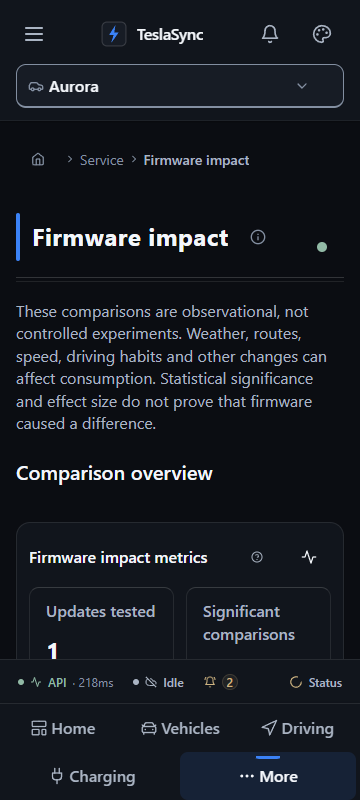 TeslaSync
Aurora
Service
Firmware impact
Firmware impact
These comparisons are observational, not
controlled experiments. Weather, routes,
speed, driving habits and other changes can
affect consumption. Statistical significance
and effect size do not prove that firmware
caused a difference.
Comparison overview
Firmware impact metrics
Updates tested
1
Significant
comparisons
API · 218ms
Idle
2
Status
Home
Vehicles
Driving
Charging
More